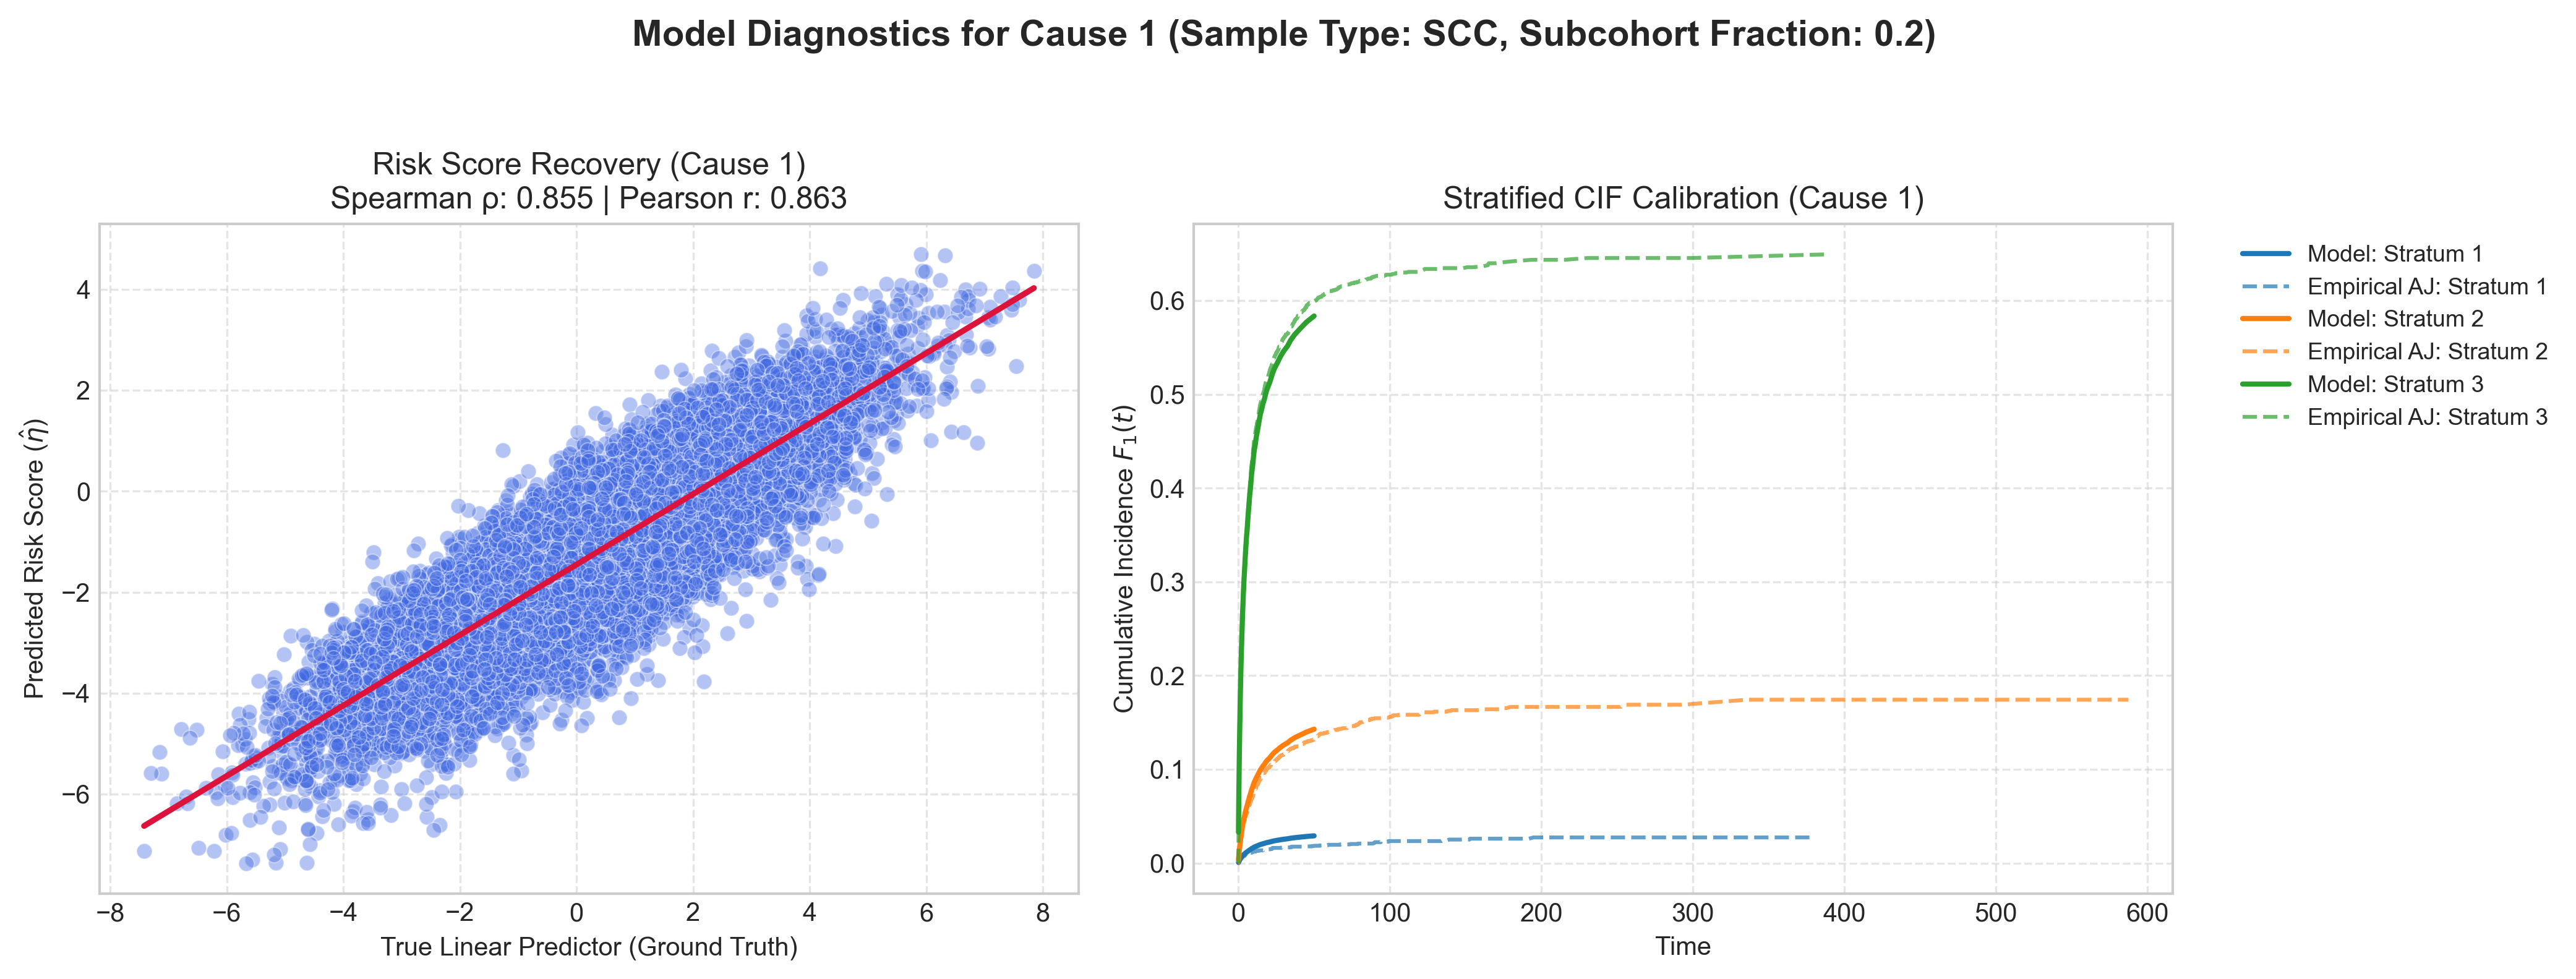 Model Diagnostics for Cause 1 (Sample Type: SCC, Subcohort Fraction: 0.2)
Risk Score Recovery (Cause 1)
Spearman ρ: 0.855 | Pearson r: 0.863
4
2
0
−2
−4
−6
Predicted Risk Score (η̂)
−8
−6
−4
−2
0
2
4
6
8
True Linear Predictor (Ground Truth)
Stratified CIF Calibration (Cause 1)
0.6
0.5
0.4
0.3
0.2
0.1
0.0
Cumulative Incidence F₁(t)
0
100
200
300
400
500
600
Time
Model: Stratum 1
Empirical AJ: Stratum 1
Model: Stratum 2
Empirical AJ: Stratum 2
Model: Stratum 3
Empirical AJ: Stratum 3